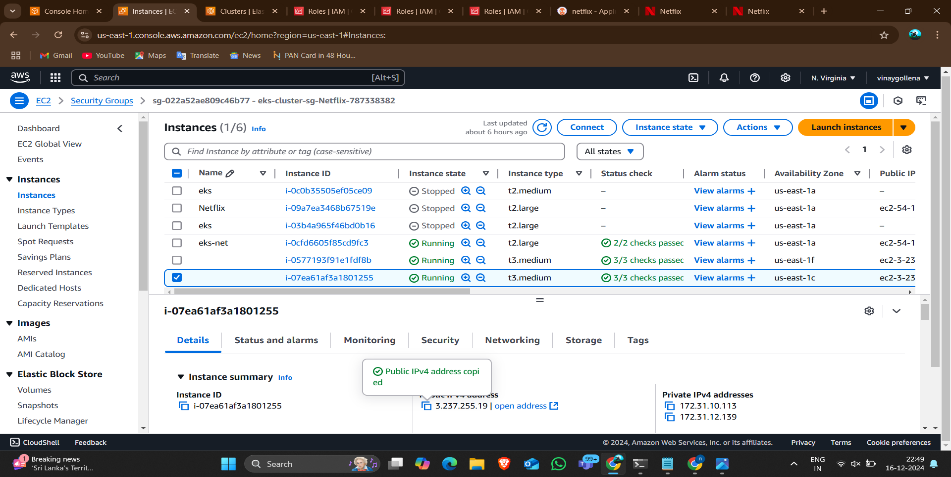 Console Hom
Instances | EC
Clusters | Elas
Roles | IAM |
Roles | IAM |
Roles | IAM |
netflix - Appl
Netflix
Netflix
us-east-1.console.aws.amazon.com/ec2/home?region=us-east-1#Instances:
Gmail
YouTube
Maps
Translate
News
PAN Card in 48 Hou...
aws
Search
[Alt+S]
N. Virginia
vinaygollena
EC2 > Security Groups > sg-022a52ae809c46b77 - eks-cluster-sg-Netflix-787338382
Dashboard
EC2 Global View
Events
Instances
Instances
Instance Types
Launch Templates
Spot Requests
Savings Plans
Reserved Instances
Dedicated Hosts
Capacity Reservations
Images
AMIs
AMI Catalog
Elastic Block Store
Volumes
Snapshots
Lifecycle Manager
Instances (1/6) Info
Last updated
about 6 hours ago
Connect
Instance state
Actions
Launch instances
Find Instance by attribute or tag (case-sensitive)
All states
1
Name Instance ID Instance state Instance type Status check Alarm status Availability Zone Public IP
eks i-0c0b35505ef05ce09 Stopped t2.medium – View alarms + us-east-1a –
Netflix i-09a7ea3468b67519e Stopped t2.large – View alarms + us-east-1a ec2-54-1
eks i-03b4a965f46bd0b16 Stopped t2.large – View alarms + us-east-1a –
eks-net i-0cfd6605f85cd9fc3 Running t2.large 2/2 checks passec View alarms + us-east-1a ec2-54-1
i-0577193f91e1fdf8b Running t3.medium 3/3 checks passec View alarms + us-east-1f ec2-3-23
i-07ea61af3a1801255 Running t3.medium 3/3 checks passec View alarms + us-east-1c ec2-3-23
i-07ea61af3a1801255
Details
Status and alarms
Monitoring
Security
Networking
Storage
Tags
Instance summary Info
Public IPv4 address copi
ed
Instance ID
i-07ea61af3a1801255
address
3.237.255.19 | open address
Private IPv4 addresses
172.31.10.113
172.31.12.139
CloudShell
Feedback
© 2024, Amazon Web Services, Inc. or its affiliates.
Privacy
Terms
Cookie preferences
1
Breaking news
'Sri Lanka's Territ...
Search
99+
ENG
IN
22:49
16-12-2024